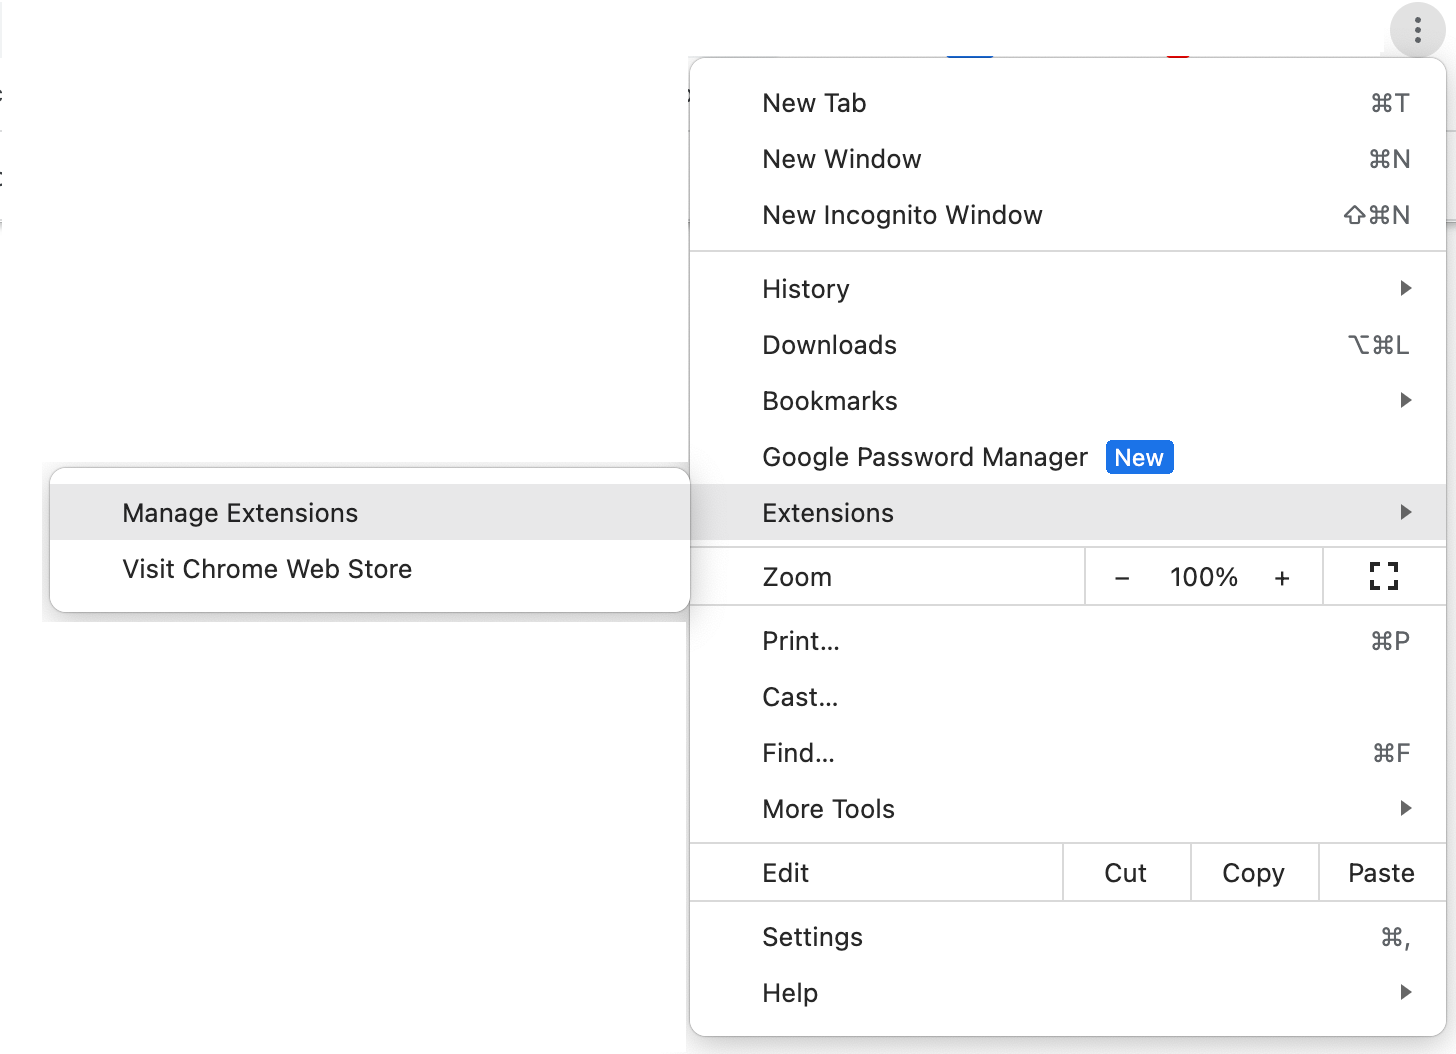 New Tab ⌘T
New Window ⌘N
New Incognito Window ⇧⌘N
History
Downloads ⌥⌘L
Bookmarks
Google Password Manager New
Extensions
Manage Extensions
Visit Chrome Web Store
Zoom − 100% +
Print...
⌘P
Cast...
Find... ⌘F
More Tools
Edit Cut Copy Paste
Settings ⌘,
Help